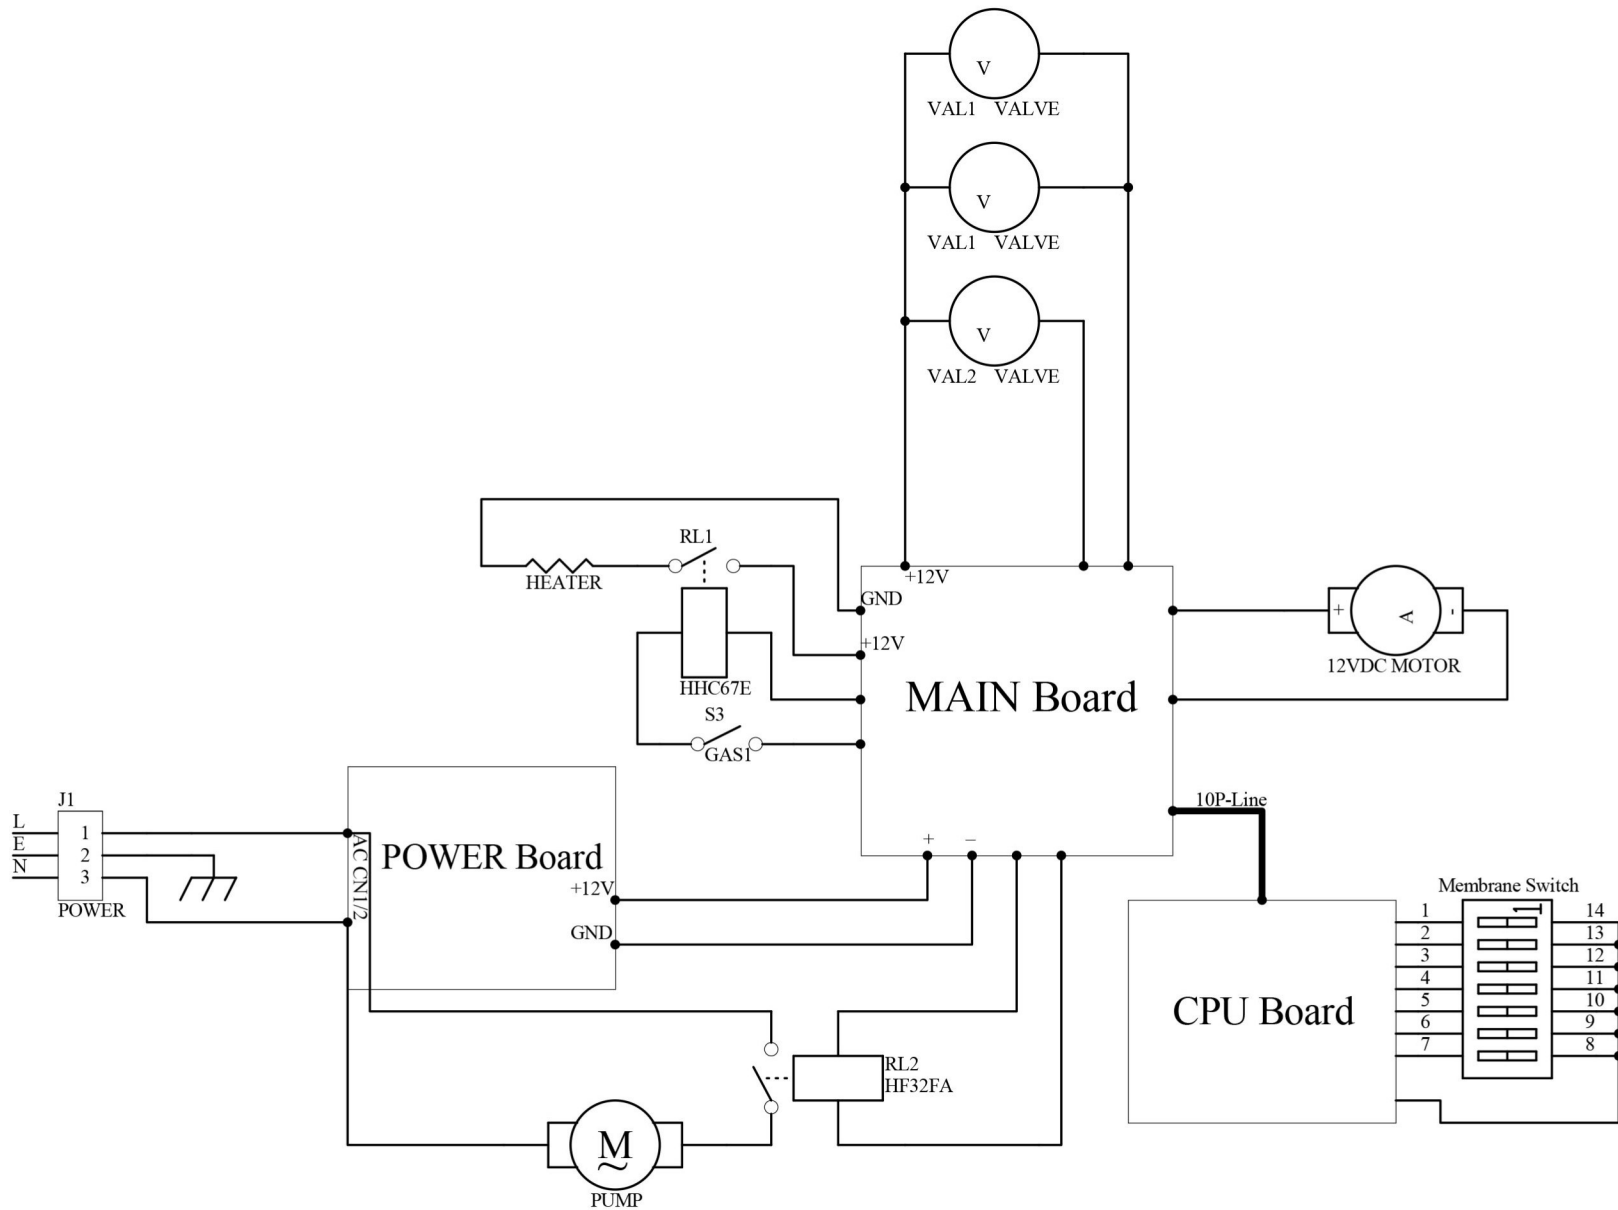 V
VAL1 VALVE
V
VAL1 VALVE
V
VAL2 VALVE
RL1
HEATER
+12V
GND
+12V
HHC67E
S3
GAS1
MAIN Board
+ A -
12VDC MOTOR
J1
L 1
E 2
N 3
POWER
AC CN1/2
POWER Board
+12V
GND
+ –
10P-Line
Membrane Switch
1
1 14
2 13
3 12
4 11
5 10
6 9
7 8
CPU Board
RL2
HF32FA
M
~
PUMP